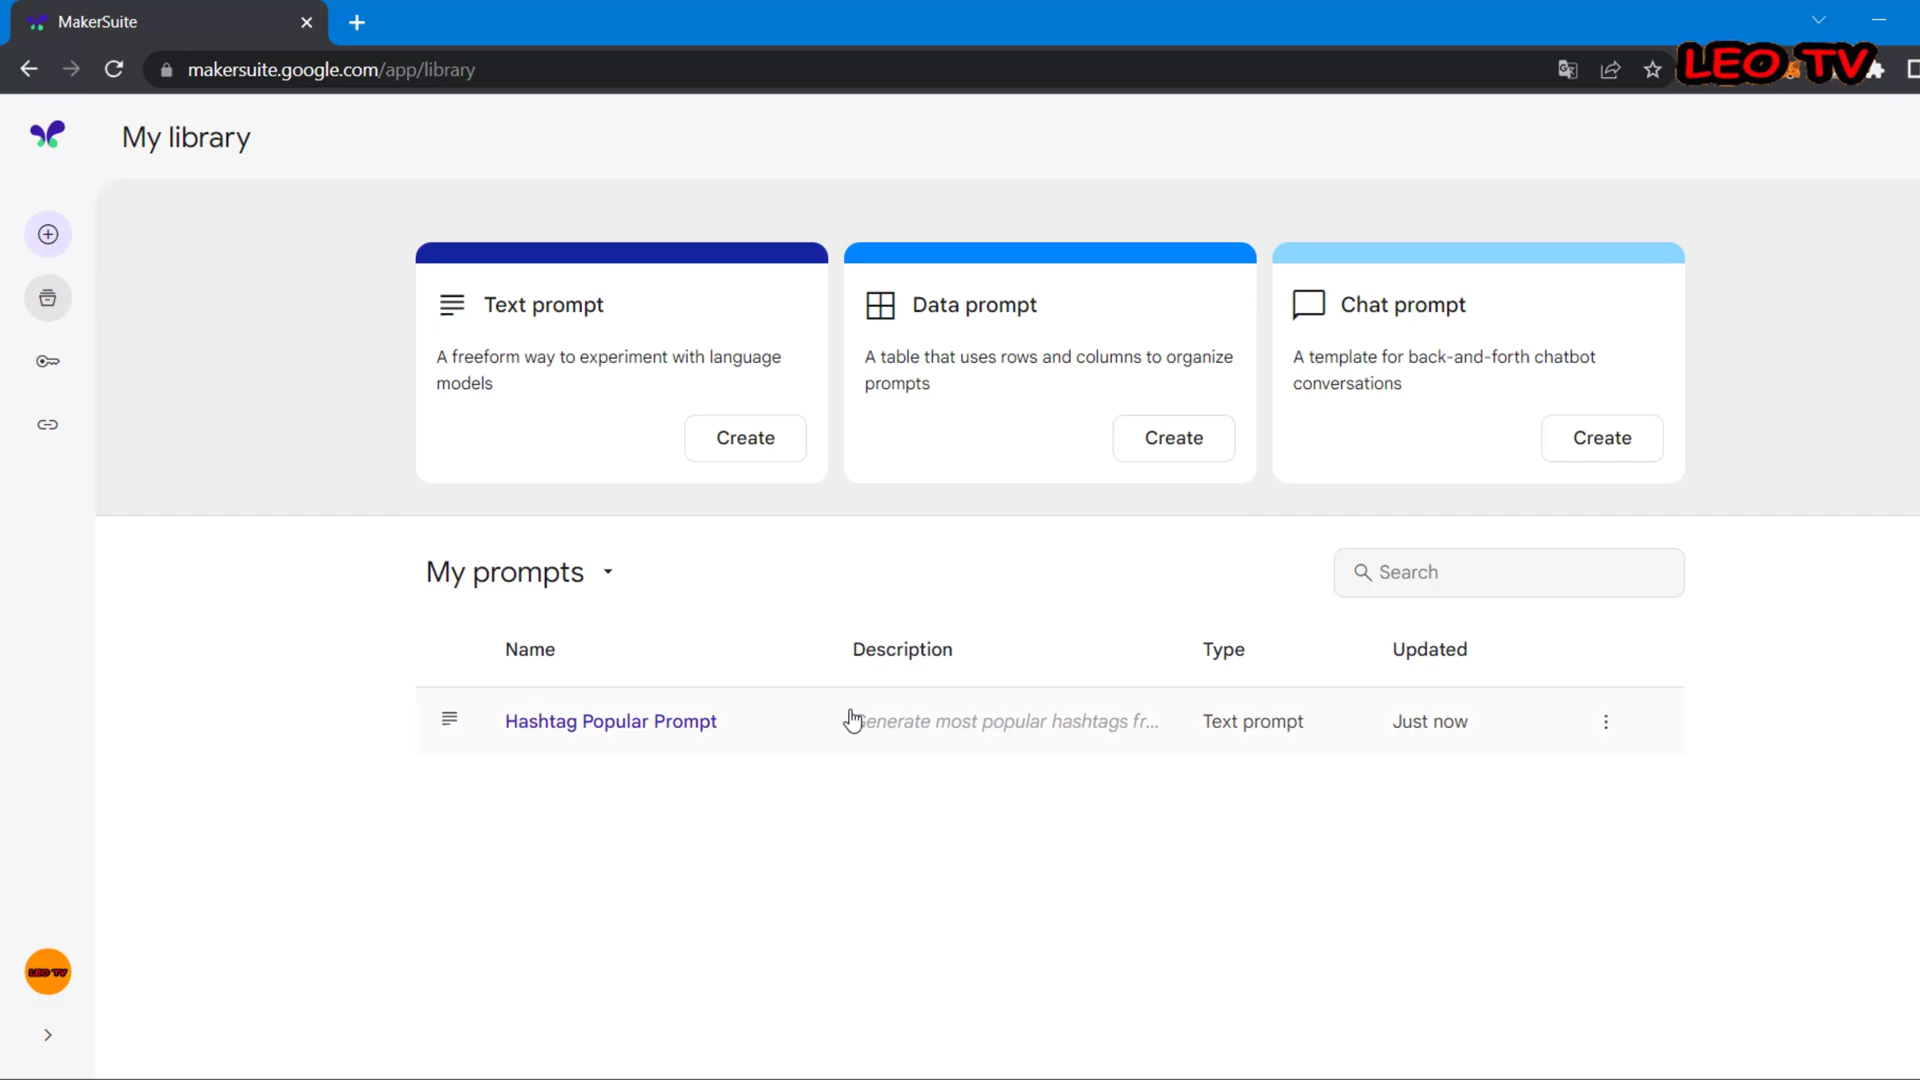 MakerSuite
makersuite.google.com/app/library
LEO TV
My library
Text prompt
A freeform way to experiment with language
models
Create
Data prompt
A table that uses rows and columns to organize
prompts
Create
Chat prompt
A template for back-and-forth chatbot
conversations
Create
My prompts
Search
Name Description Type Updated
Hashtag Popular Prompt enerate most popular hashtags fr... Text prompt Just now
LEO TV